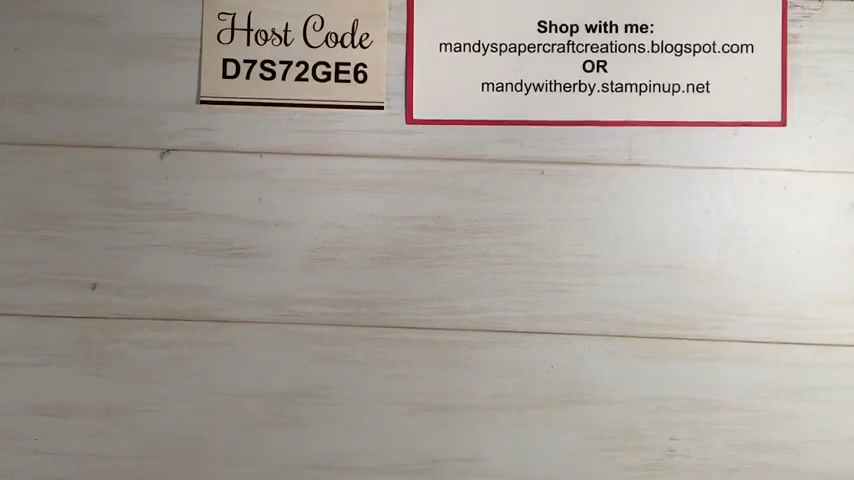 Host Code
D7S72GE6
Shop with me:
mandyspapercraftcreations.blogspot.com
OR
mandywitherby.stampinup.net